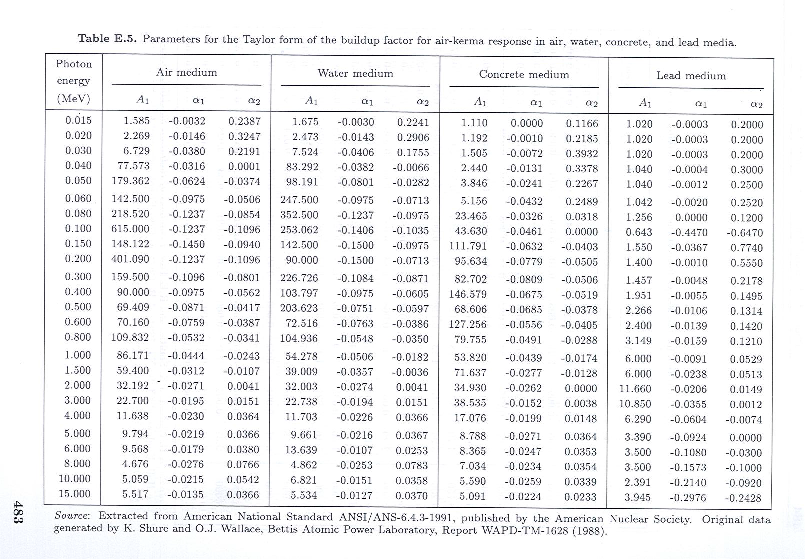 Table E.5. Parameters for the Taylor form of the buildup factor for air-kerma response in air, water, concrete, and lead media.
Photon energy (MeV) Air medium Water medium Concrete medium Lead medium
A1 α1 α2 A1 α1 α2 A1 α1 α2 A1 α1 α2
0.015 1.585 -0.0032 0.2387 1.675 -0.0030 0.2241 1.110 0.0000 0.1166 1.020 -0.0003 0.2000
0.020 2.269 -0.0146 0.3247 2.473 -0.0143 0.2906 1.192 -0.0010 0.2185 1.020 -0.0003 0.2000
0.030 6.729 -0.0380 0.2191 7.524 -0.0406 0.1755 1.505 -0.0072 0.3932 1.020 -0.0003 0.2000
0.040 77.573 -0.0316 0.0001 83.292 -0.0382 -0.0066 2.440 -0.0131 0.3378 1.040 -0.0004 0.3000
0.050 179.362 -0.0624 -0.0374 98.191 -0.0801 -0.0282 3.846 -0.0241 0.2267 1.040 -0.0012 0.2500
0.060 142.500 -0.0975 -0.0506 247.500 -0.0975 -0.0713 5.156 -0.0432 0.2489 1.042 -0.0020 0.2520
0.080 218.520 -0.1237 -0.0854 352.500 -0.1237 -0.0975 23.465 -0.0326 0.0318 1.256 0.0000 0.1200
0.100 615.000 -0.1237 -0.1096 253.062 -0.1406 -0.1035 43.630 -0.0461 0.0000 0.643 -0.4470 -0.6470
0.150 148.122 -0.1450 -0.0940 142.500 -0.1500 -0.0975 111.791 -0.0632 -0.0403 1.550 -0.0367 0.7740
0.200 401.090 -0.1237 -0.1096 90.000 -0.1500 -0.0713 95.634 -0.0779 -0.0505 1.400 -0.0010 0.5550
0.300 159.500 -0.1096 -0.0801 226.726 -0.1084 -0.0871 82.702 -0.0809 -0.0506 1.457 -0.0048 0.2178
0.400 90.000 -0.0975 -0.0562 103.797 -0.0975 -0.0605 146.579 -0.0675 -0.0519 1.951 -0.0055 0.1495
0.500 69.409 -0.0871 -0.0417 203.623 -0.0751 -0.0597 68.606 -0.0685 -0.0378 2.266 -0.0106 0.1314
0.600 70.160 -0.0759 -0.0387 72.516 -0.0763 -0.0386 127.256 -0.0556 -0.0405 2.400 -0.0139 0.1420
0.800 109.832 -0.0532 -0.0341 104.936 -0.0548 -0.0350 79.755 -0.0491 -0.0288 3.149 -0.0159 0.1210
1.000 86.171 -0.0444 -0.0243 54.278 -0.0506 -0.0182 53.820 -0.0439 -0.0174 6.000 -0.0091 0.0529
1.500 59.400 -0.0312 -0.0107 39.009 -0.0357 -0.0036 71.637 -0.0277 -0.0128 6.000 -0.0238 0.0513
2.000 32.192 -0.0271 0.0041 32.003 -0.0274 0.0041 34.930 -0.0262 0.0000 11.660 -0.0206 0.0149
3.000 22.700 -0.0195 0.0151 22.738 -0.0194 0.0151 38.535 -0.0152 0.0038 10.850 -0.0355 0.0012
4.000 11.638 -0.0230 0.0364 11.703 -0.0226 0.0366 17.076 -0.0199 0.0148 6.290 -0.0604 -0.0074
5.000 9.794 -0.0219 0.0366 9.661 -0.0216 0.0367 8.788 -0.0271 0.0364 3.390 -0.0924 0.0000
6.000 9.568 -0.0179 0.0380 13.639 -0.0107 0.0253 8.365 -0.0247 0.0353 3.500 -0.1080 -0.0300
8.000 4.676 -0.0276 0.0766 4.862 -0.0253 0.0783 7.034 -0.0234 0.0354 3.500 -0.1573 -0.1000
10.000 5.059 -0.0215 0.0542 6.821 -0.0151 0.0358 5.590 -0.0259 0.0339 2.391 -0.2140 -0.0920
15.000 5.517 -0.0135 0.0366 5.534 -0.0127 0.0370 5.091 -0.0224 0.0233 3.945 -0.2976 -0.2428
Source: Extracted from American National Standard ANSI/ANS-6.4.3-1991, published by the American Nuclear Society. Original data
generated by K. Shure and O.J. Wallace, Bettis Atomic Power Laboratory, Report WAPD-TM-1628 (1988).
483